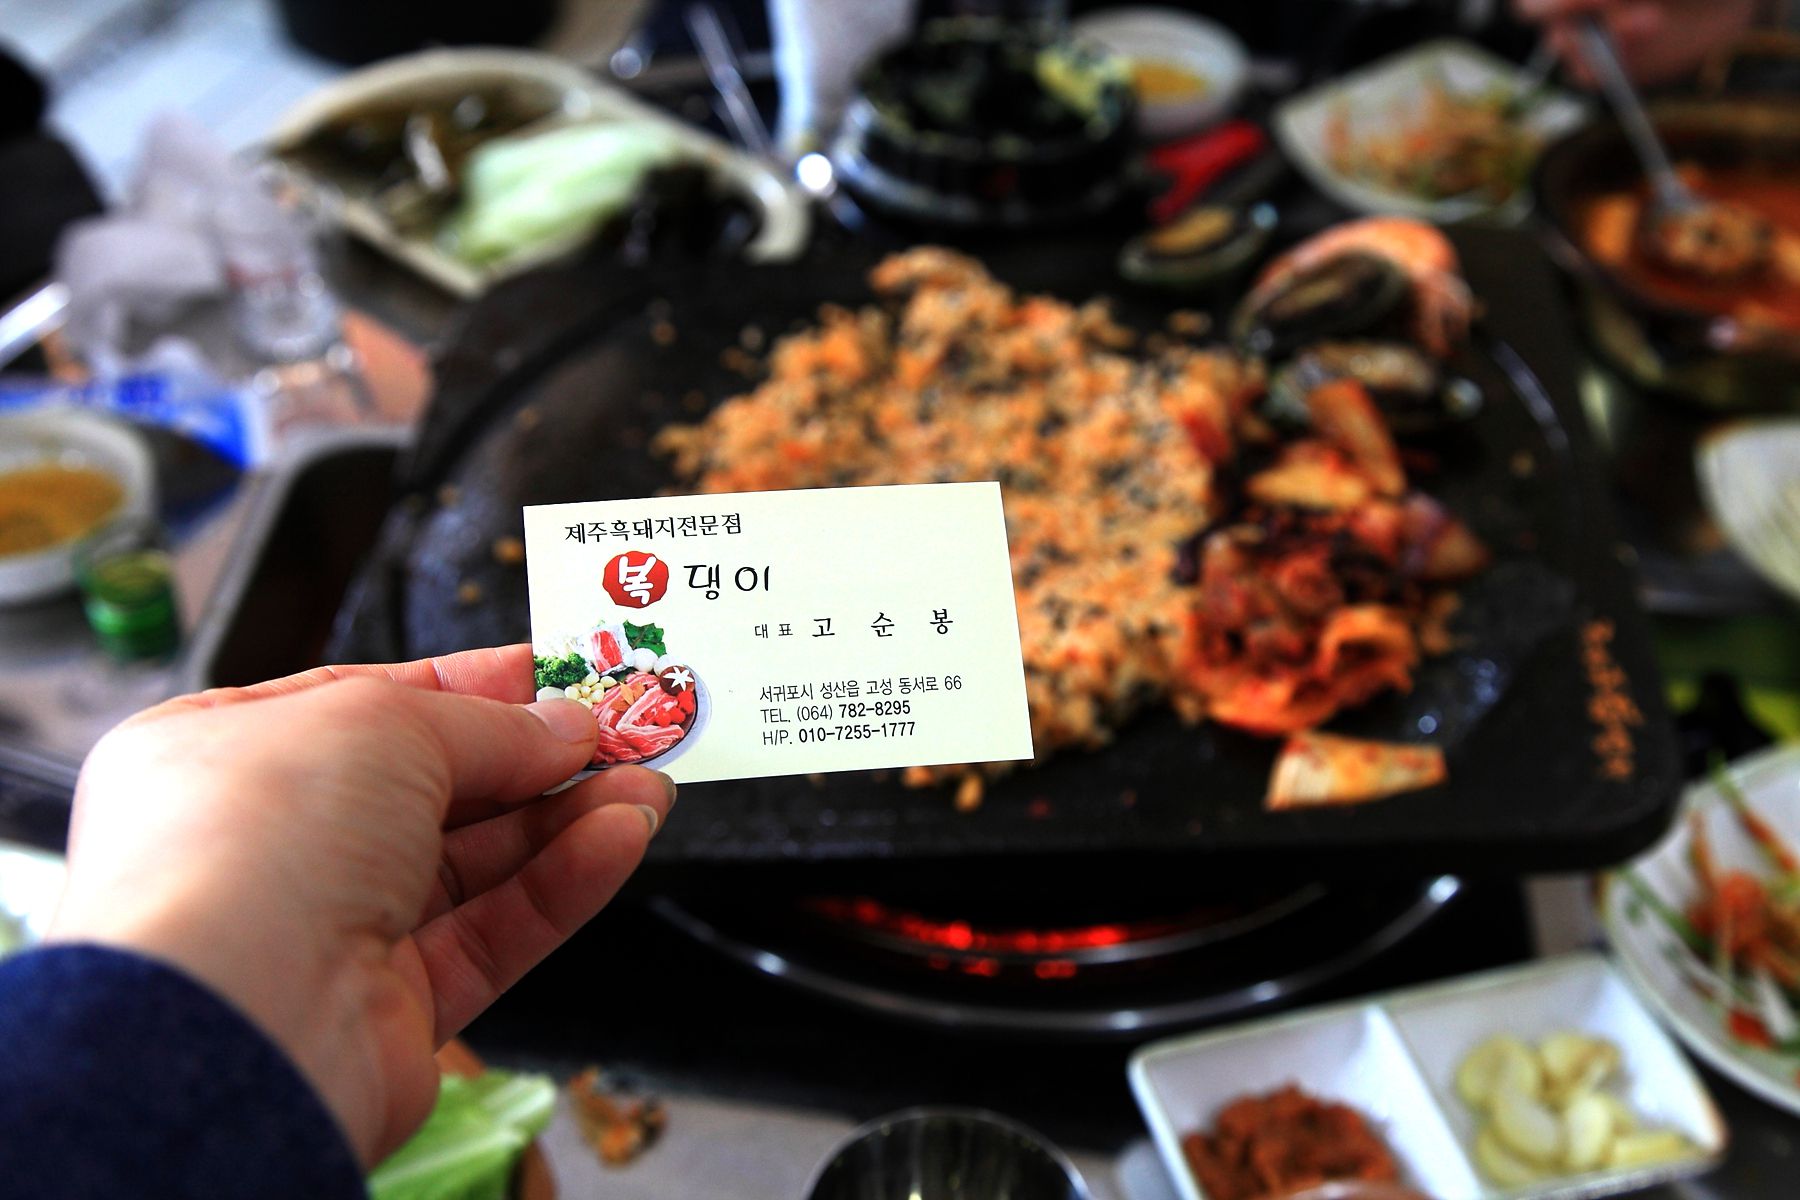 제주흑돼지전문점
복댕이
대표 고순봉
서귀포시 성산읍 고성 동서로 66
TEL. (064) 782-8295
H/P. 010-7255-1777